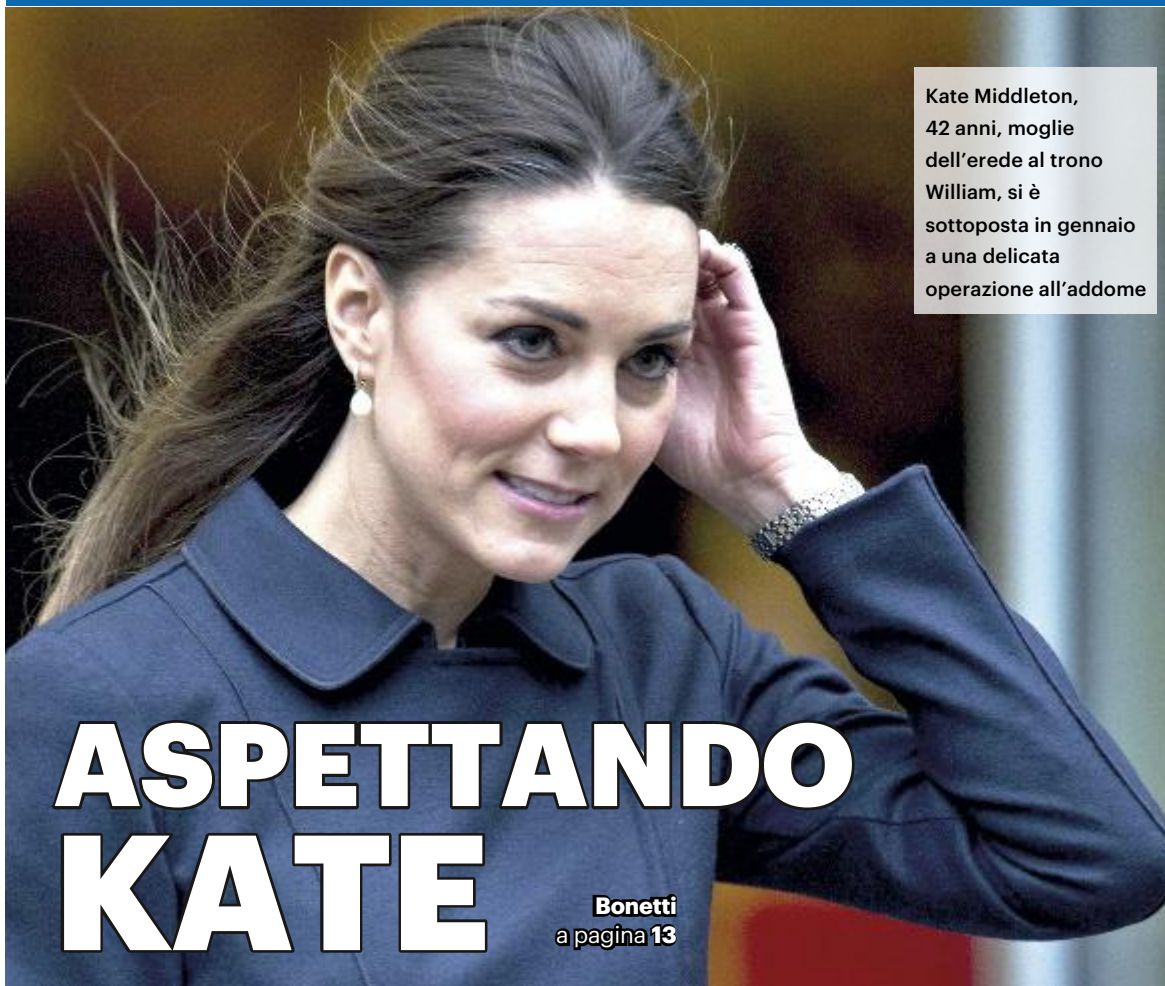 Kate Middleton,
42 anni, moglie
dell'erede al trono
William, si è
sottoposta in gennaio
a una delicata
operazione all'addome
ASPETTANDO
KATE
Bonetti
a pagina 13